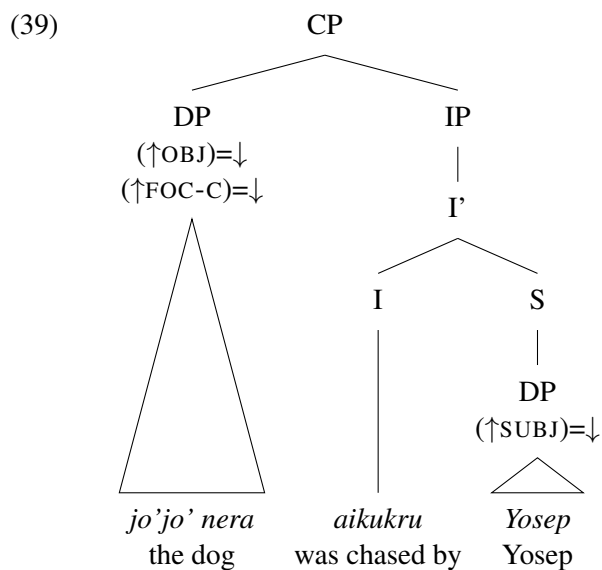 (39) CP
DP IP
(↑OBJ)=↓
(↑FOC-C)=↓
I'
I S
DP
(↑SUBJ)=↓
jo'jo' nera aikukru Yosep
the dog was chased by Yosep